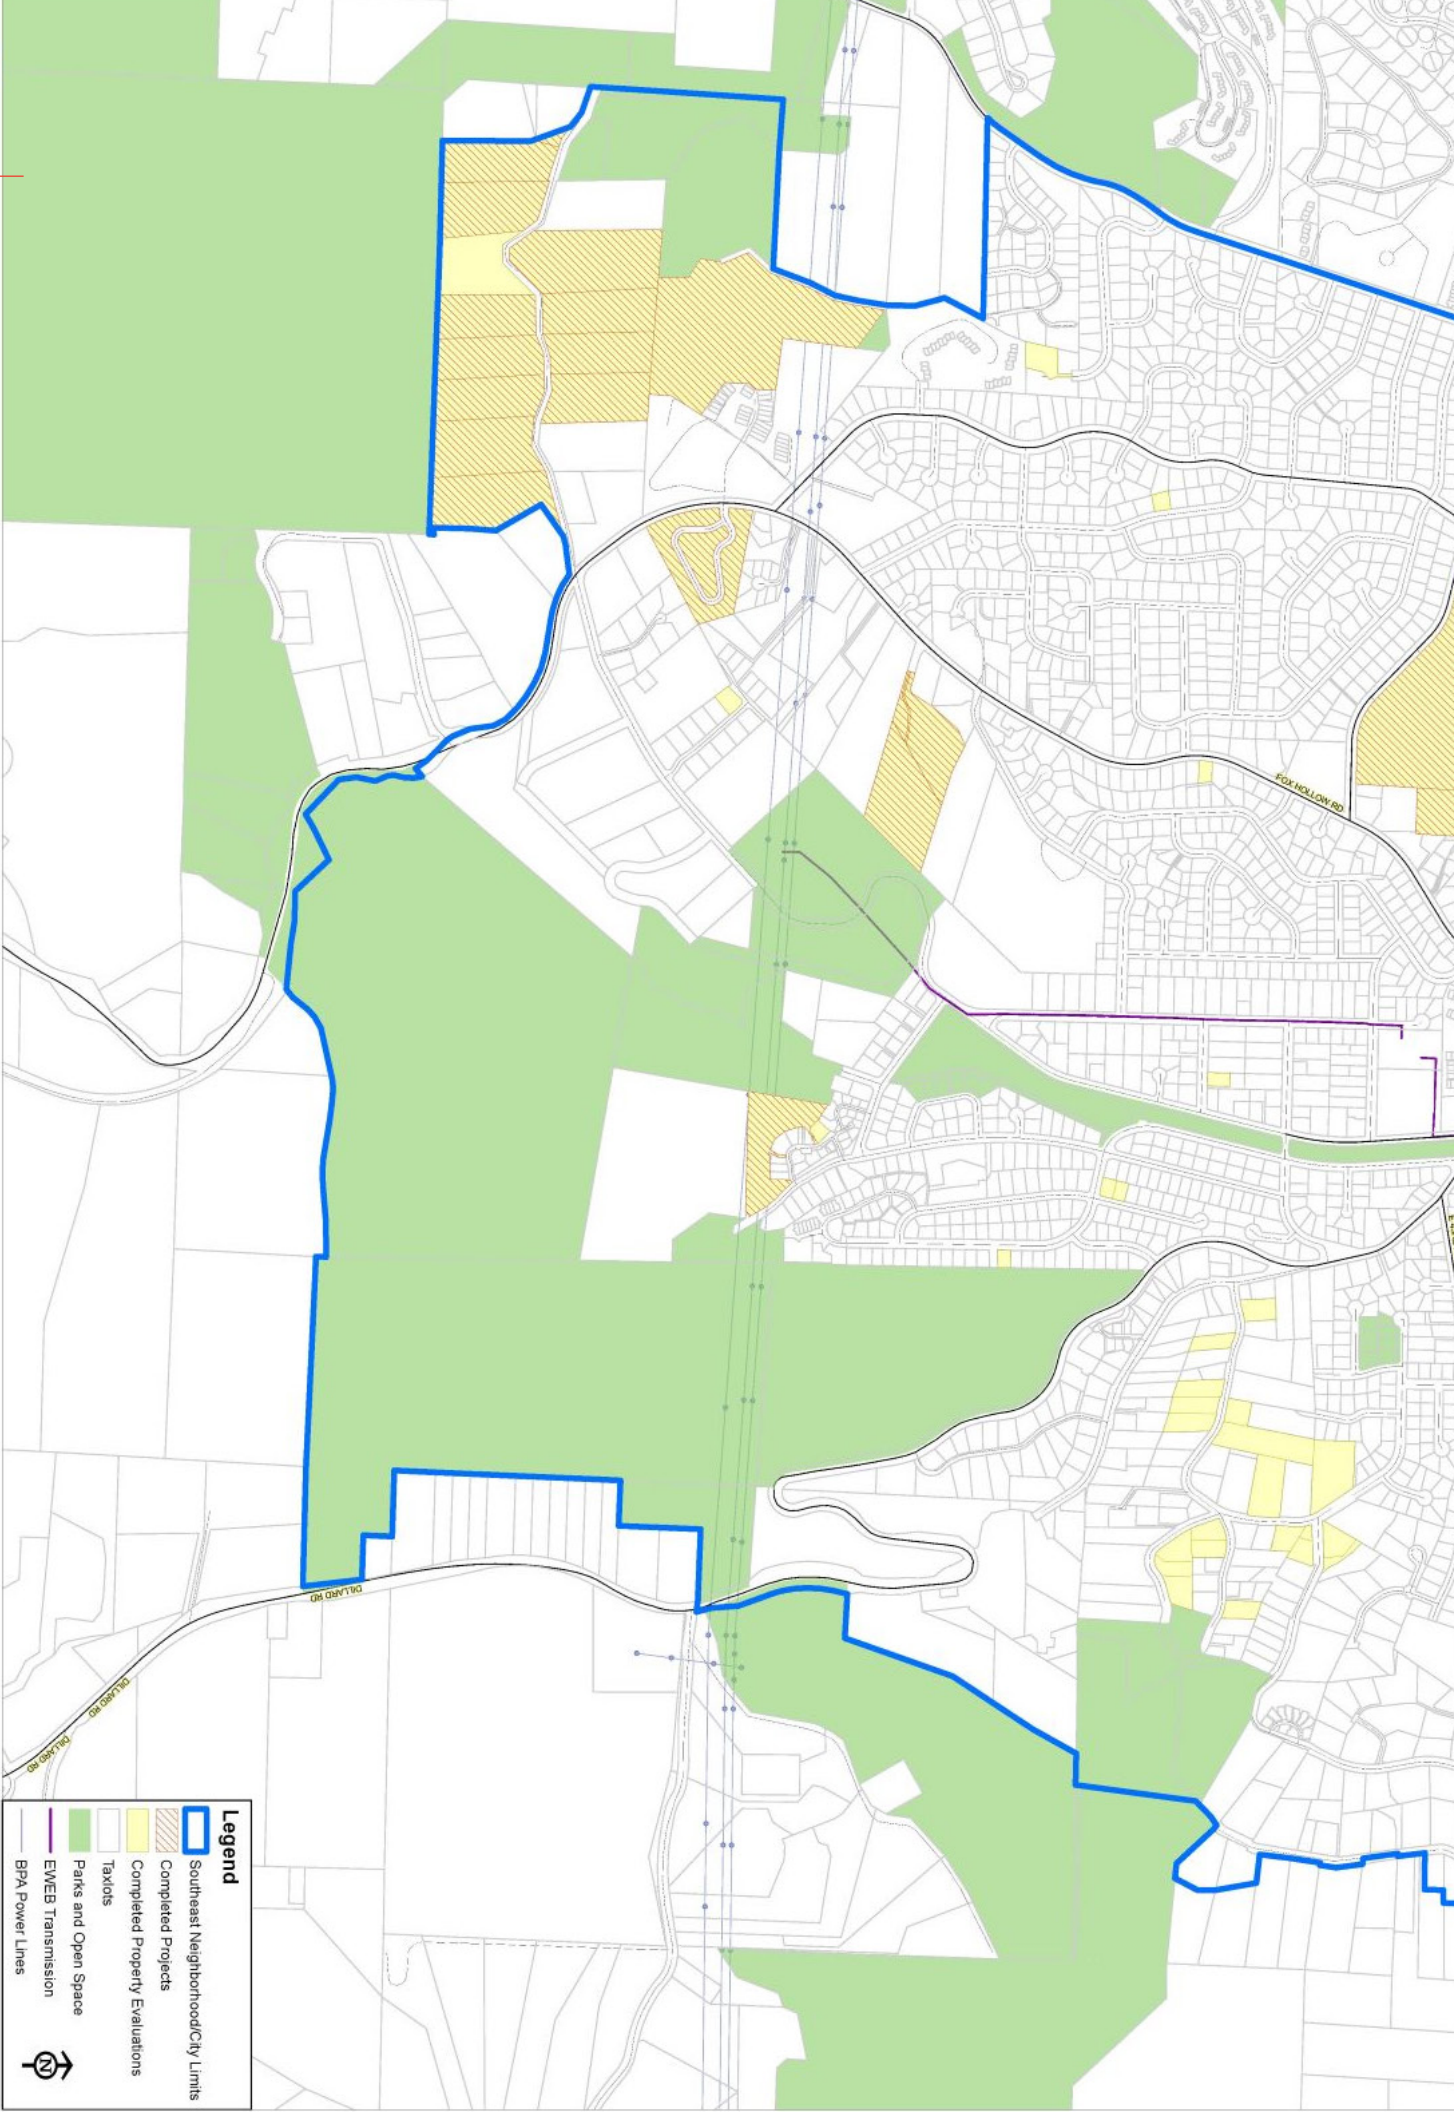 FOX HOLLOW RD
DILLARD RD
DILLARD RD
DILLARD RD
Legend
Southeast Neighborhood/City Limits
Completed Projects
Completed Property Evaluations
Taxlots
Parks and Open Space
EWEB Transmission
BPA Power Lines
N